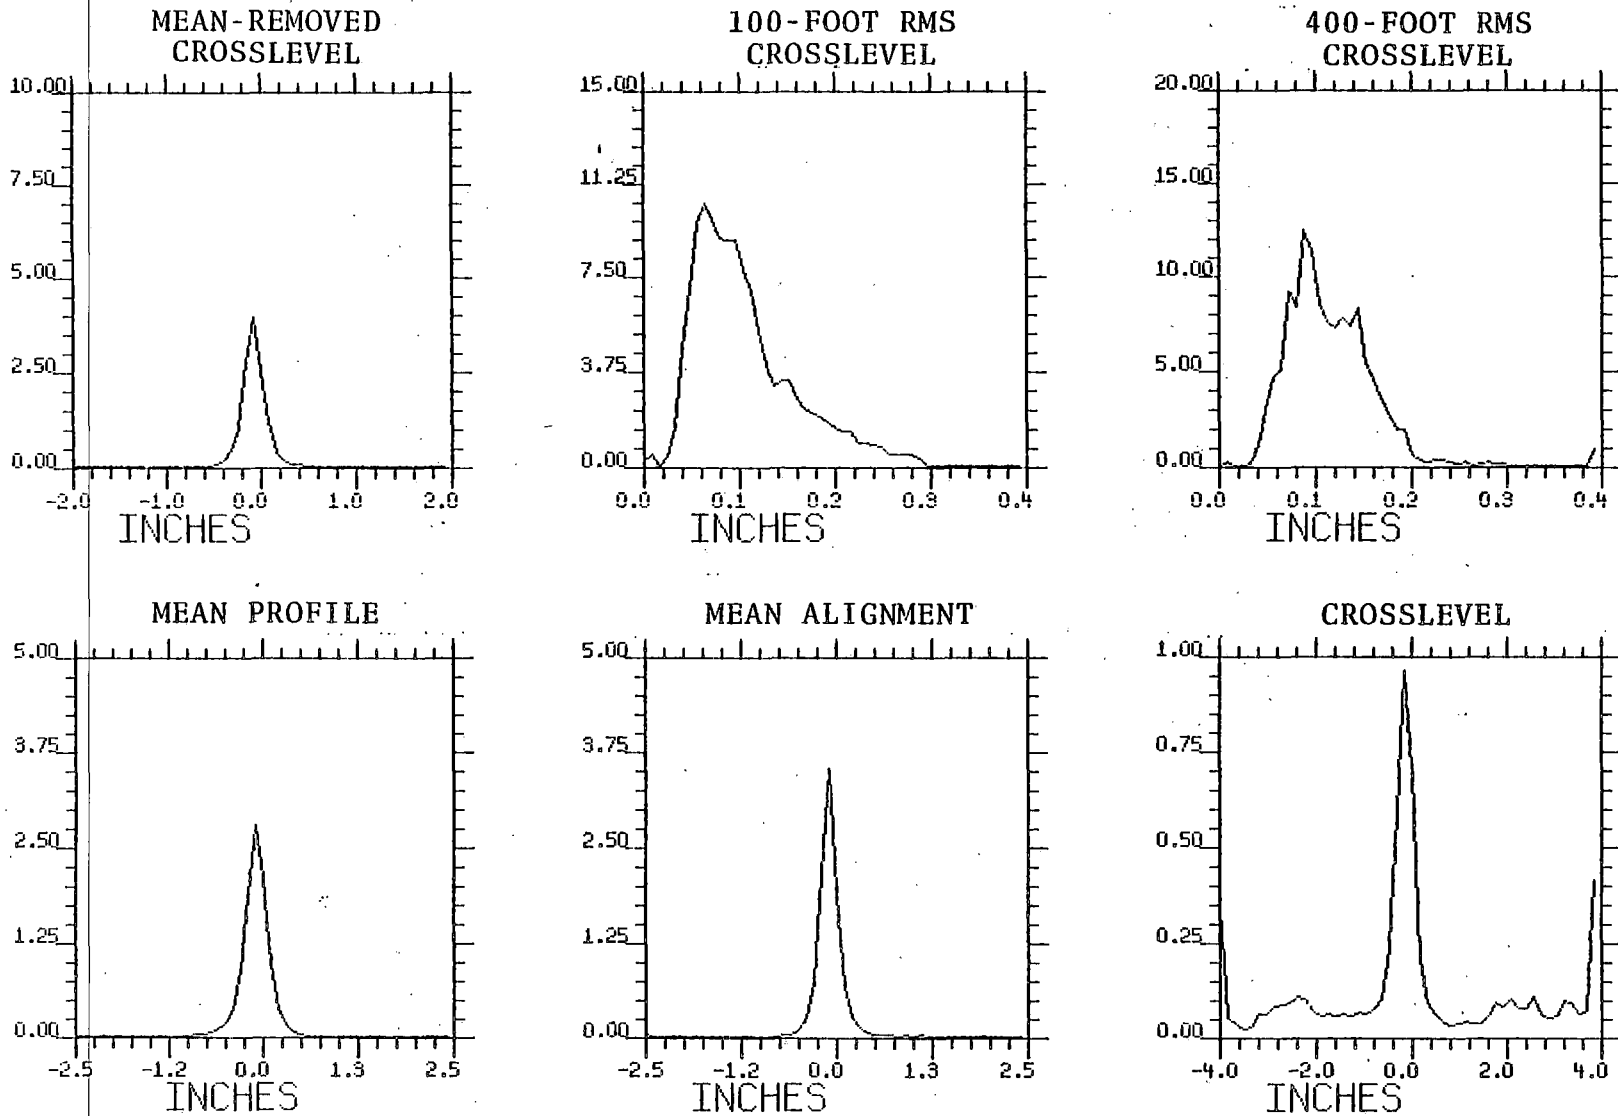 MEAN-REMOVED
CROSSLEVEL
10.00
7.50
5.00
2.50
0.00
-2.0 -1.0 0.0 1.0 2.0
INCHES
100-FOOT RMS
CROSSLEVEL
15.00
11.25
7.50
3.75
0.00
0.0 0.1 0.2 0.3 0.4
INCHES
400-FOOT RMS
CROSSLEVEL
20.00
15.00
10.00
5.00
0.00
0.0 0.1 0.2 0.3 0.4
INCHES
MEAN PROFILE
5.00
3.75
2.50
1.25
0.00
-2.5 -1.2 0.0 1.3 2.5
INCHES
MEAN ALIGNMENT
5.00
3.75
2.50
1.25
0.00
-2.5 -1.2 0.0 1.3 2.5
INCHES
CROSSLEVEL
1.00
0.75
0.50
0.25
0.00
-4.0 -2.0 0.0 2.0 4.0
INCHES